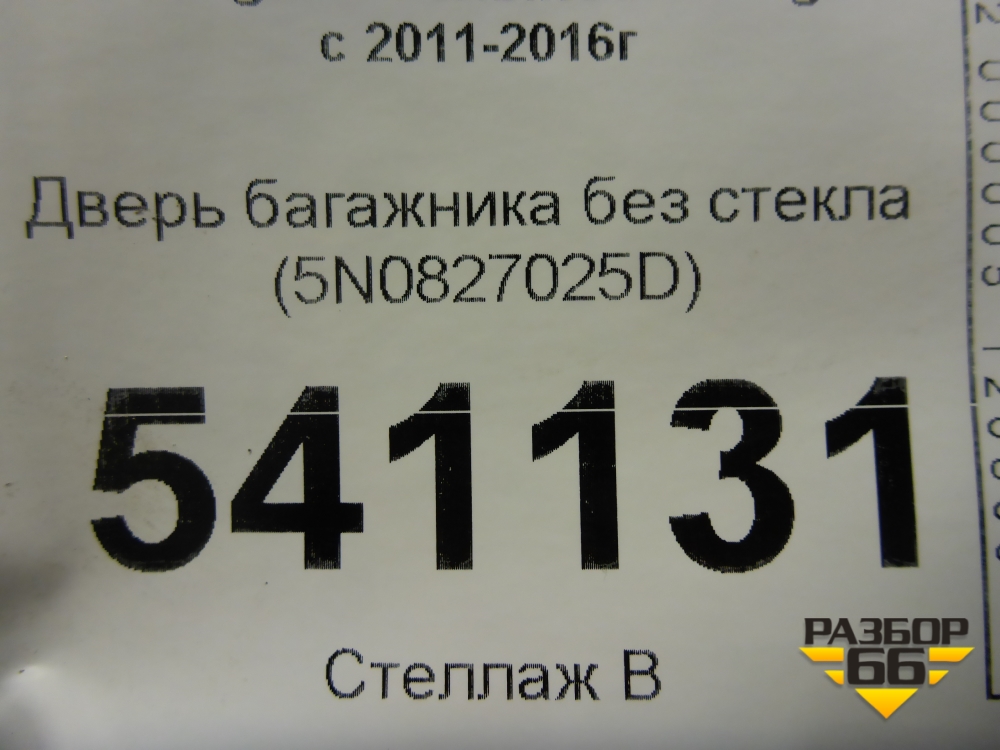 с 2011-2016г
Дверь багажника без стекла
(5N0827025D)
541131
Стеллаж В
РАЗБОР
66